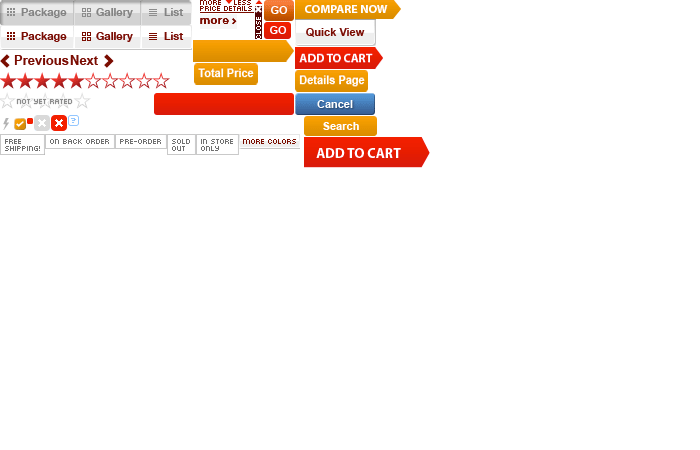 Package Gallery List
MORE LESS
PRICE DETAILS
more ›
CLOSE X
GO
COMPARE NOW
Package Gallery List
GO
Quick View
Previous Next
ADD TO CART
Total Price
Details Page
NOT YET RATED
Cancel
Search
FREE SHIPPING!
ON BACK ORDER
PRE-ORDER
SOLD OUT
IN STORE ONLY
MORE COLORS
ADD TO CART